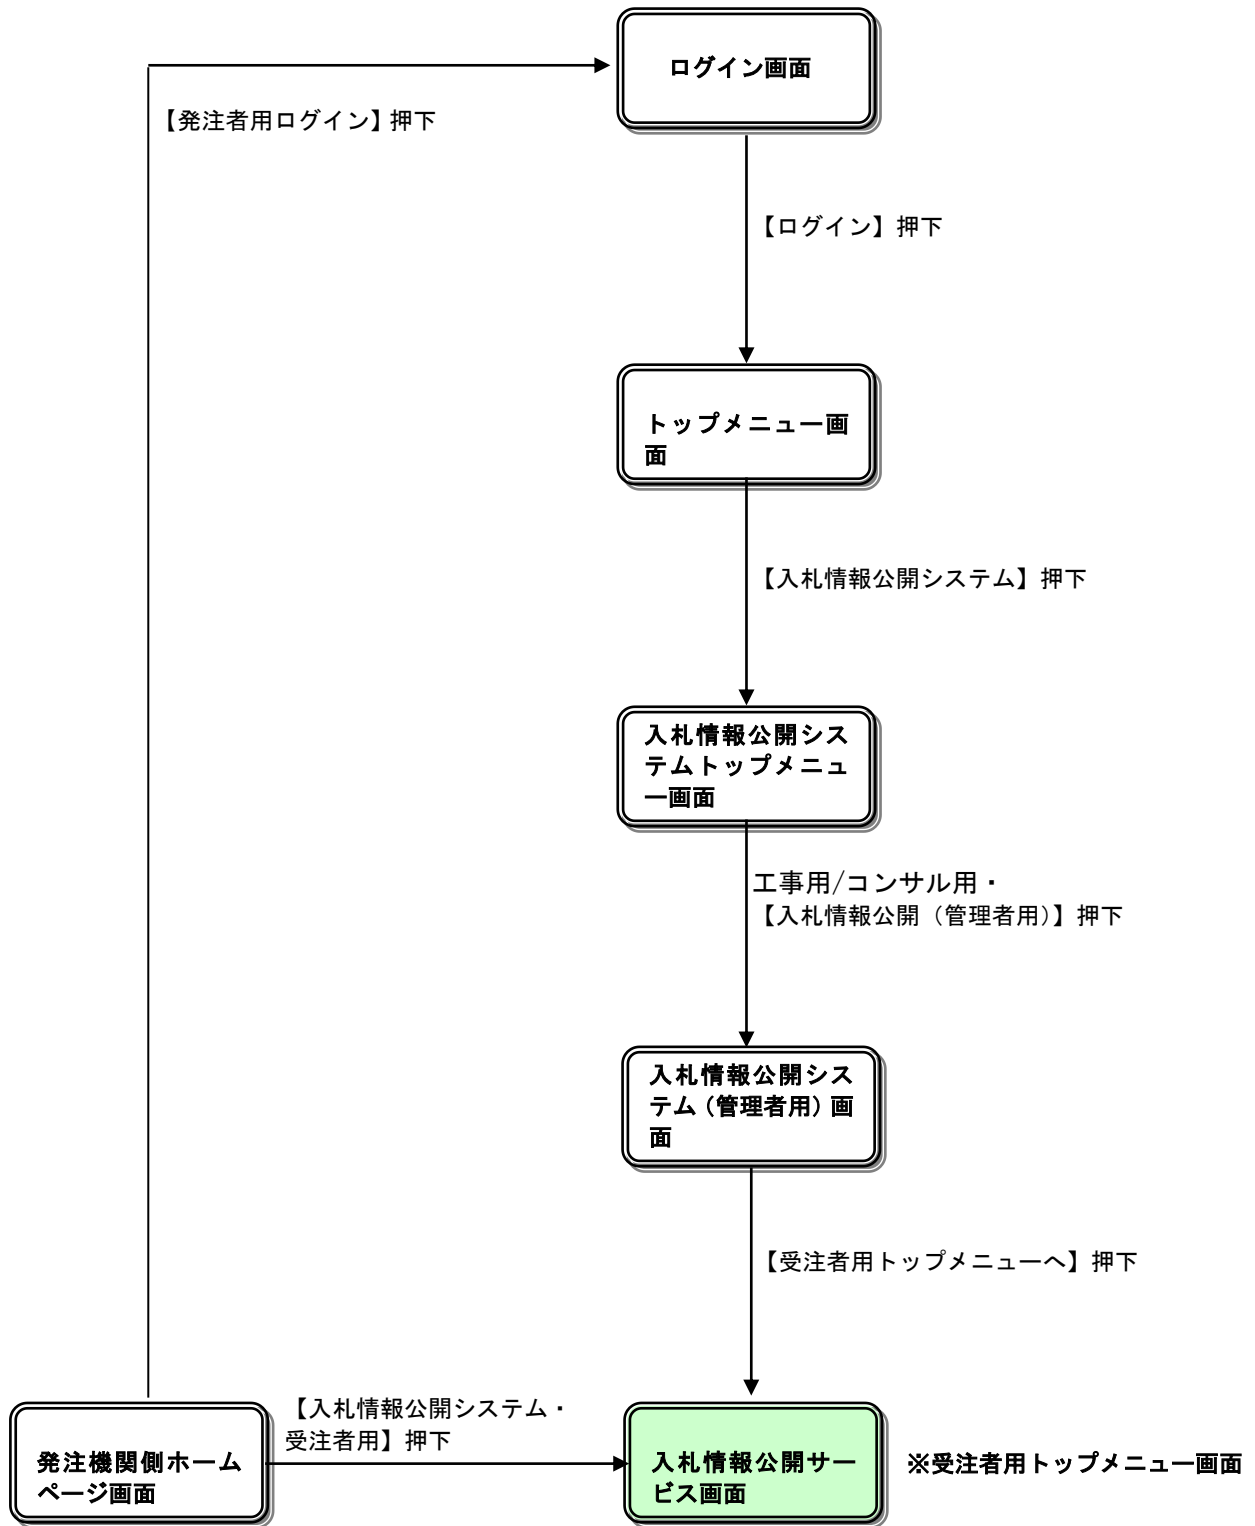 ログイン画面
【発注者用ログイン】押下
【ログイン】押下
トップメニュー画
面
【入札情報公開システム】押下
入札情報公開シス
テムトップメニュ
ー画面
工事用/コンサル用・
【入札情報公開（管理者用）】押下
入札情報公開シス
テム（管理者用）画
面
【受注者用トップメニューへ】押下
【入札情報公開システム・
受注者用】押下
発注機関側ホーム
ページ画面
入札情報公開サー
ビス画面
※受注者用トップメニュー画面